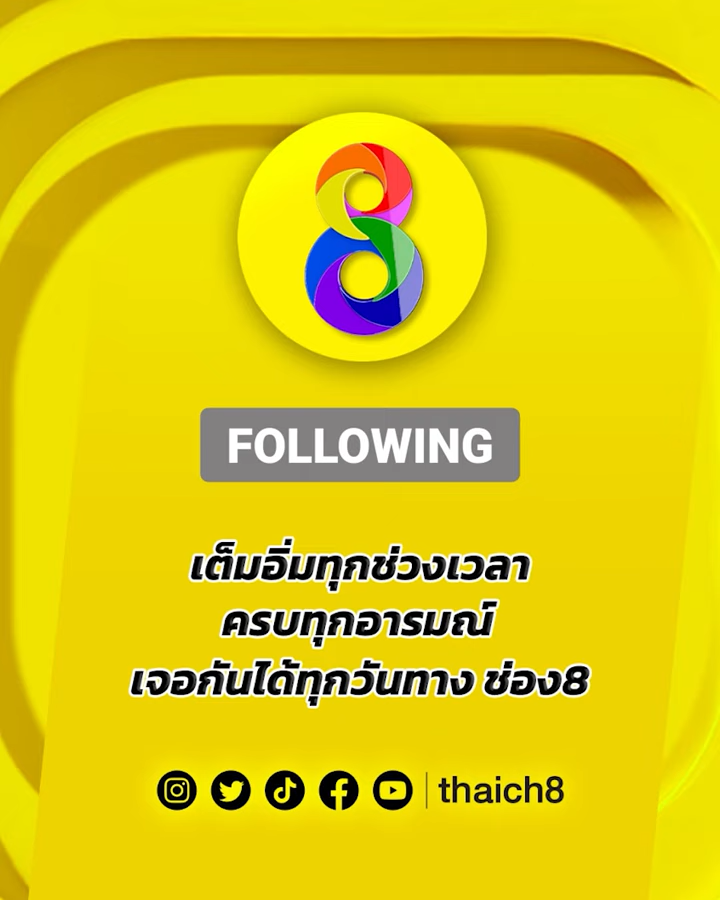 8
FOLLOWING
เต็มอิ่มทุกช่วงเวลา
ครบทุกอารมณ์
เจอกันได้ทุกวันทาง ช่อง8
thaich8